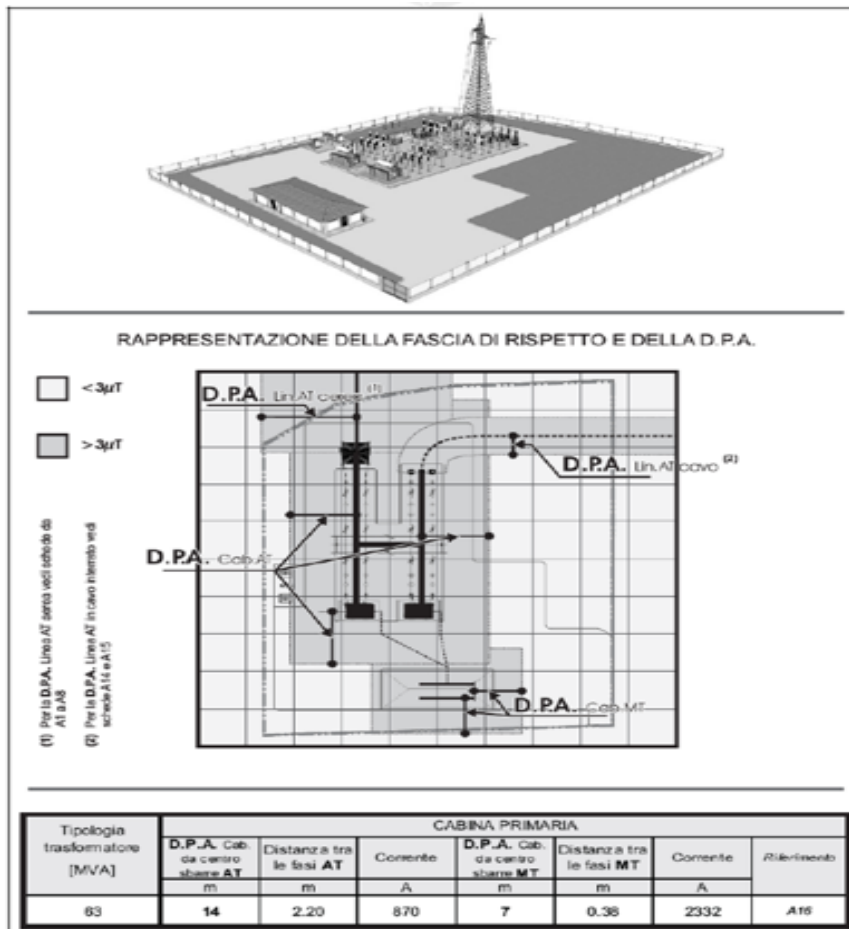 RAPPRESENTAZIONE DELLA FASCIA DI RISPETTO E DELLA D.P.A.
< 3µT
> 3µT
D.P.A. Lin. AT (1)
D.P.A. Lin. AT cavo (2)
D.P.A. Cab. AT
D.P.A. Cab. MT
(1) Per la D.P.A. Linea AT aerea vedi schede da
A1 a A8
(2) Per la D.P.A. Linea AT in cavo interrato vedi
schede A14 e A15
CABINA PRIMARIA
Tipologia
trasformatore
[MVA]
D.P.A. Cab.
da centro
sbarre AT
Distanza tra
le fasi AT
Corrente
D.P.A. Cab.
da centro
sbarre MT
Distanza tra
le fasi MT
Corrente
Riferimento
m m A m m A
63 14 2.20 870 7 0.38 2332 A16